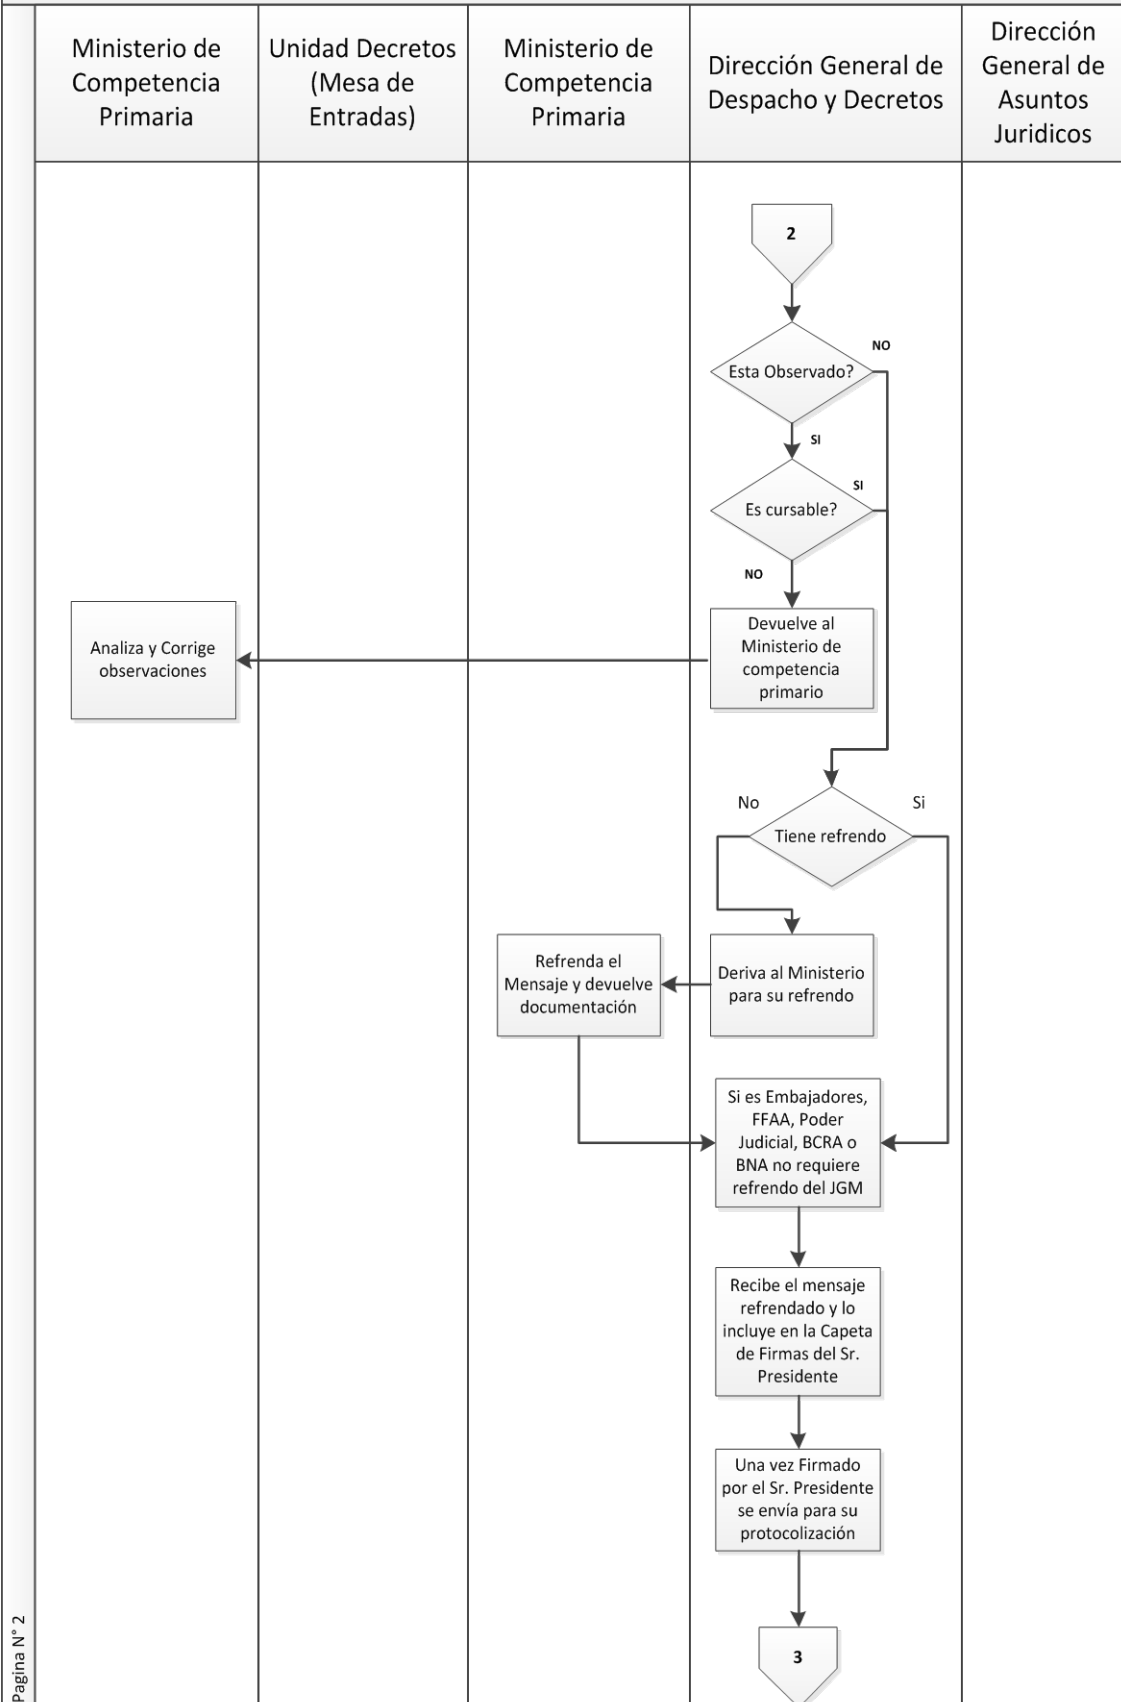 Ministerio de
Competencia
Primaria
Unidad Decretos
(Mesa de
Entradas)
Ministerio de
Competencia
Primaria
Dirección General de
Despacho y Decretos
Dirección
General de
Asuntos
Juridicos
2
NO
Esta Observado?
SI
SI
Es cursable?
NO
Devuelve al
Ministerio de
competencia
primario
Analiza y Corrige
observaciones
No
Si
Tiene refrendo
Refrenda el
Mensaje y devuelve
documentación
Deriva al Ministerio
para su refrendo
Si es Embajadores,
FFAA, Poder
Judicial, BCRA o
BNA no requiere
refrendo del JGM
Recibe el mensaje
refrendado y lo
incluye en la Capeta
de Firmas del Sr.
Presidente
Una vez Firmado
por el Sr. Presidente
se envía para su
protocolización
3
Pagina N° 2